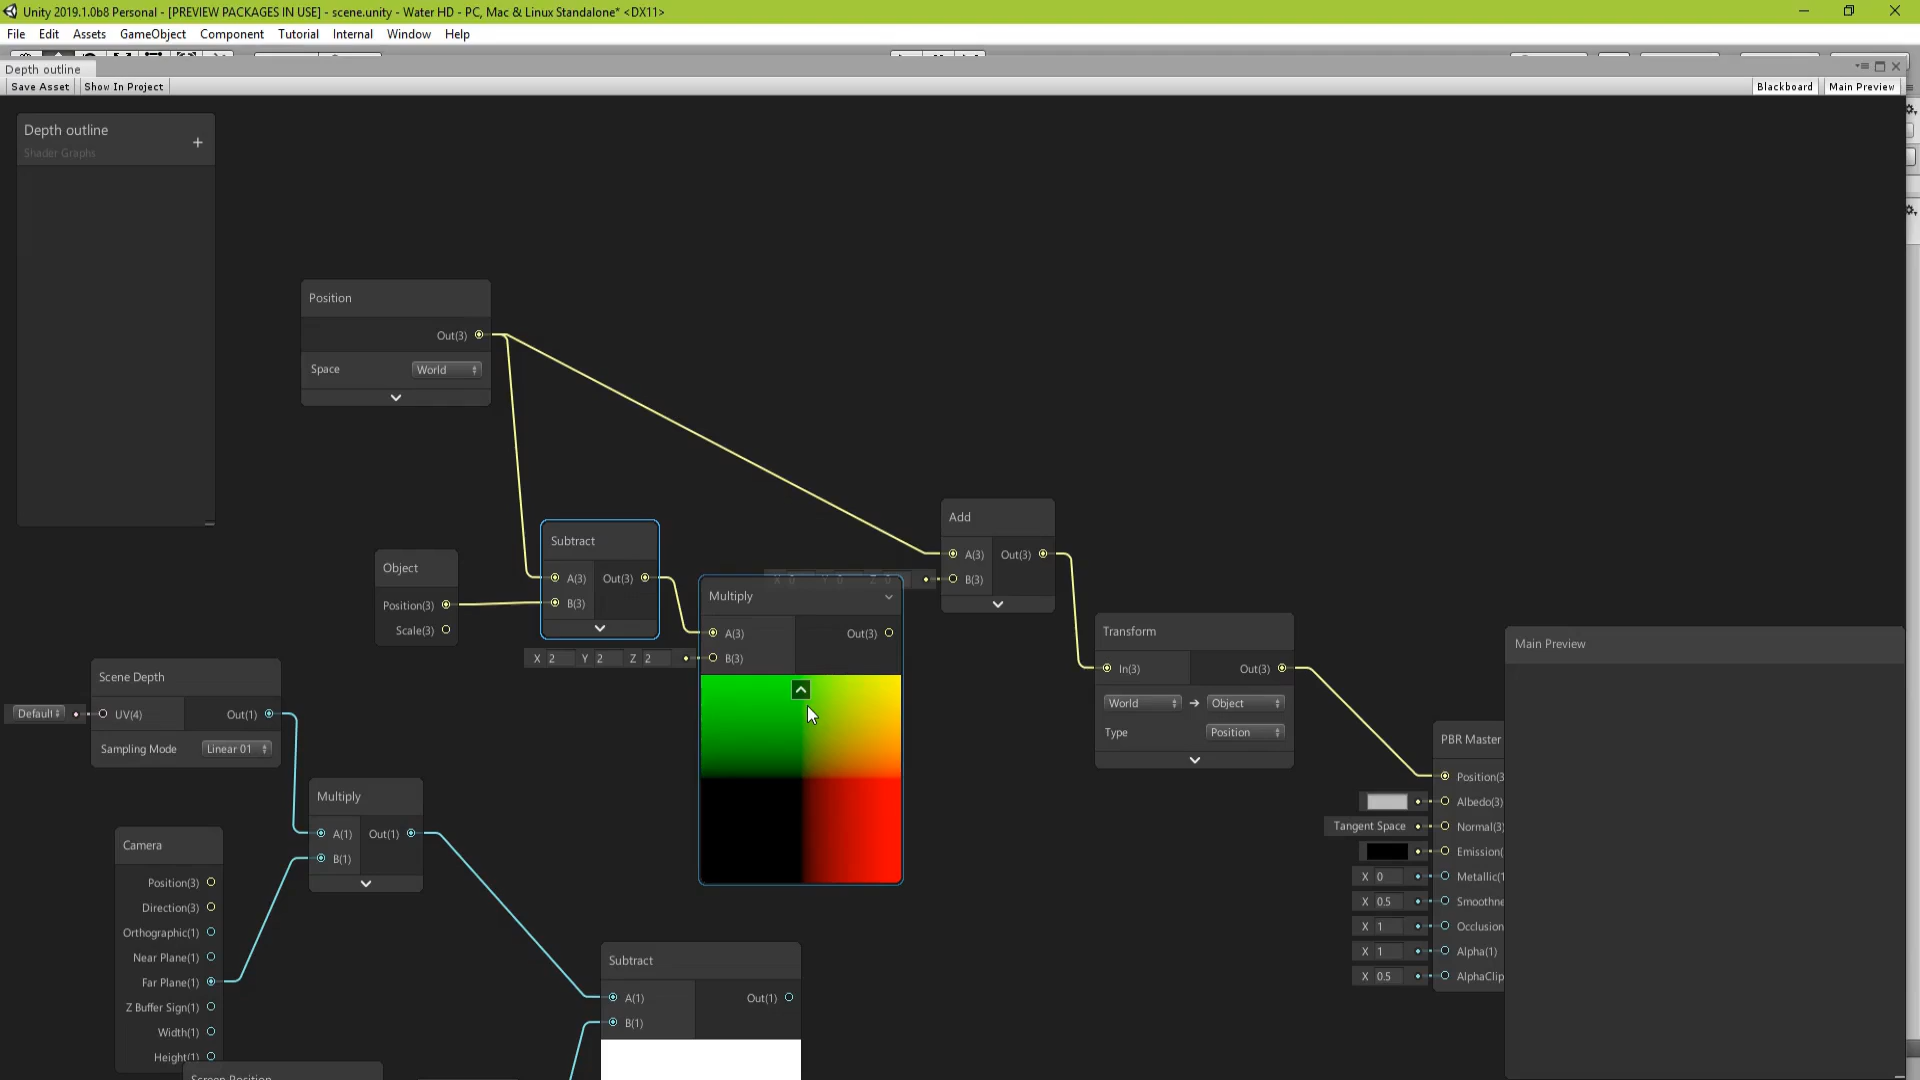 Unity 2019.1.0b8 Personal - [PREVIEW PACKAGES IN USE] - scene.unity - Water HD - PC, Mac & Linux Standalone* <DX11>
File Edit Assets GameObject Component Tutorial Internal Window Help
Depth outline
Save Asset Show In Project Blackboard Main Preview
Depth outline
Shader Graphs
Position
Out(3)
Space World
Add
A(3) Out(3)
B(3)
X 0 Y 0 Z 0
Subtract
A(3) Out(3)
B(3)
Object
Position(3)
Scale(3)
Multiply
A(3) Out(3)
B(3)
X 2 Y 2 Z 2
Transform
In(3) Out(3)
World Object
Type Position
Main Preview
Scene Depth
Default UV(4) Out(1)
Sampling Mode Linear 01
PBR Master
Position(3
Albedo(3)
Tangent Space Normal(3)
Emission(
X 0 Metallic(1
X 0.5 Smoothne
X 1 Occlusion
X 1 Alpha(1)
X 0.5 AlphaClip
Multiply
A(1) Out(1)
B(1)
Camera
Position(3)
Direction(3)
Orthographic(1)
Near Plane(1)
Far Plane(1)
Z Buffer Sign(1)
Width(1)
Height(1)
Subtract
A(1) Out(1)
B(1)
Screen Position